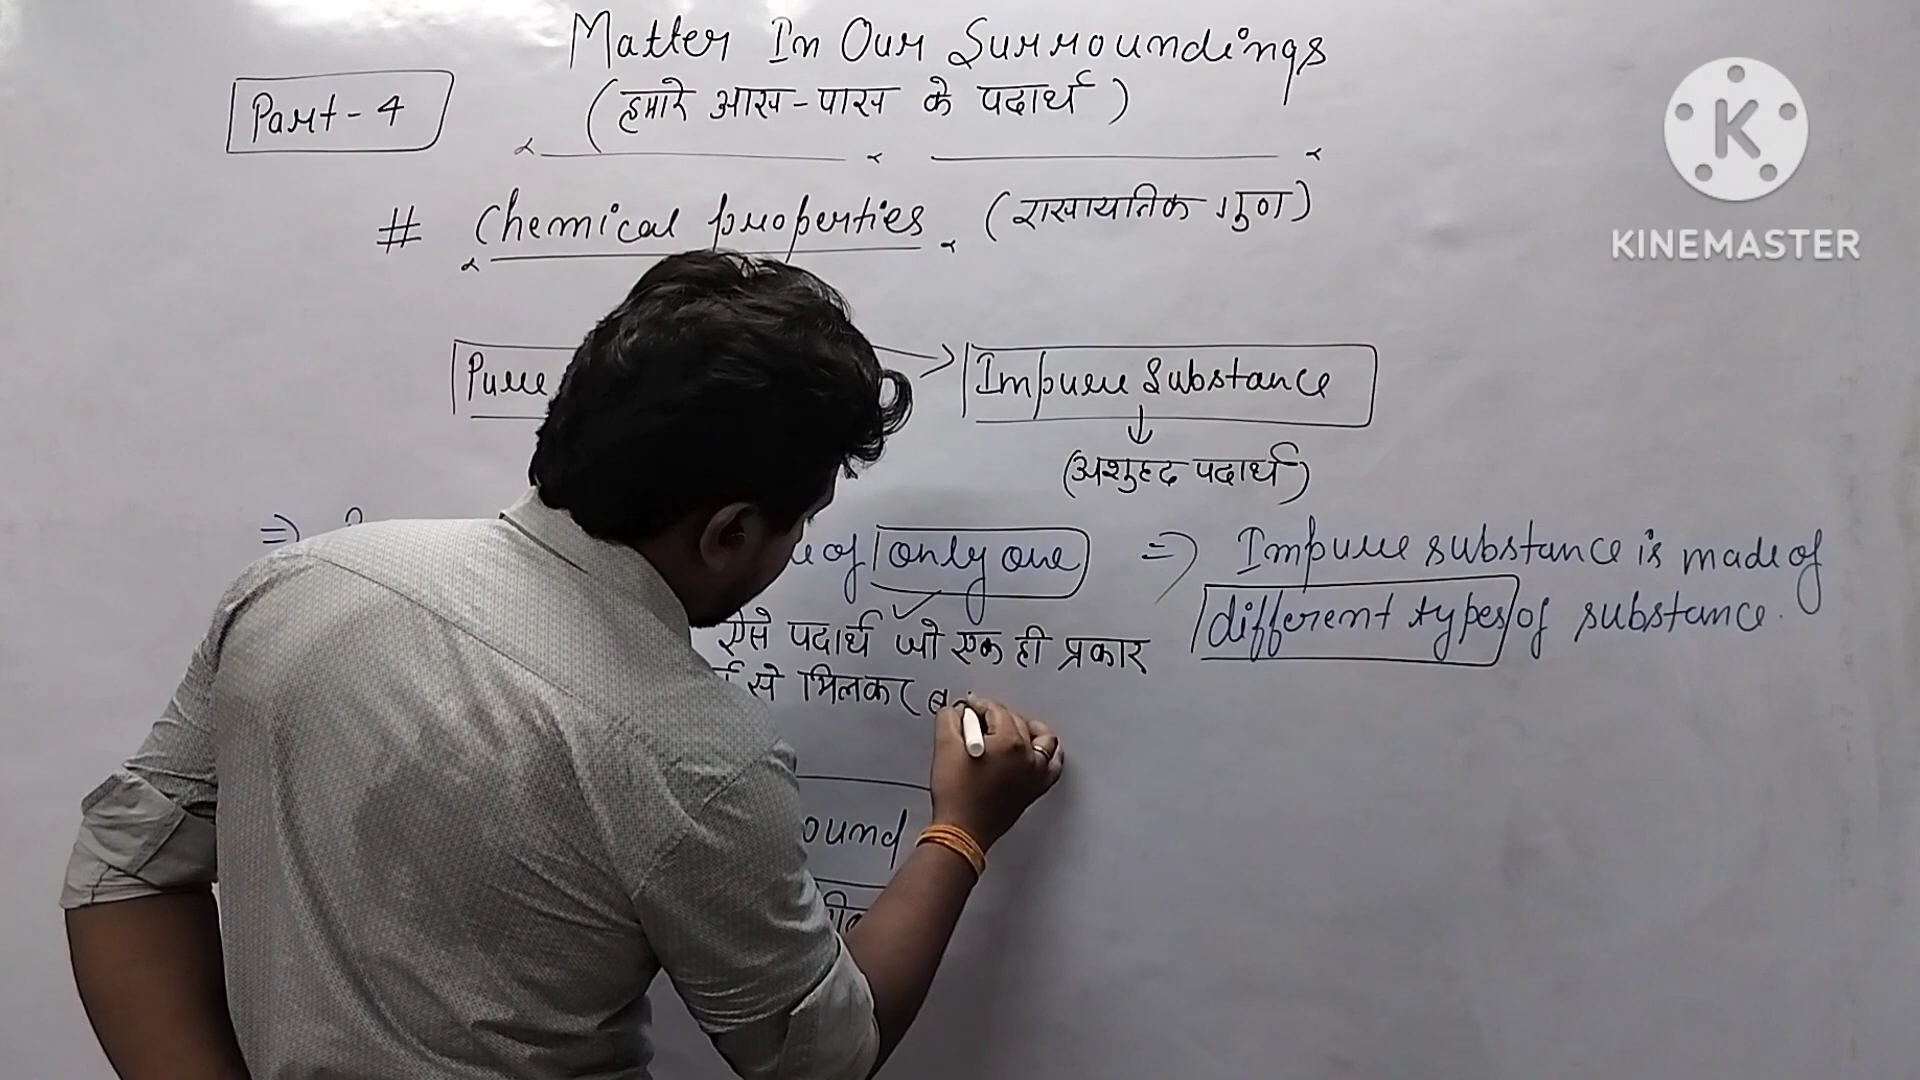 Matter In Our Surroundings
Part - 4
(हमारे आस - पास के पदार्थ)
# Chemical properties (रासायनिक गुण)
K
KINEMASTER
Pure
Impure Substance
(अशुद्ध पदार्थ)
⇒
of only one
ऐसे पदार्थ जो एक ही प्रकार
से मिलकर
⇒ Impure substance is made of
different types of substance.